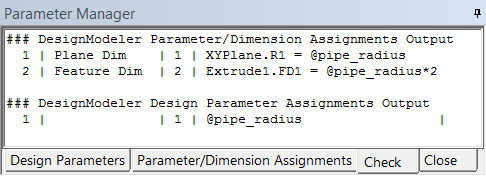 Parameter Manager
### DesignModeler Parameter/Dimension Assignments Output
1 | Plane Dim | 1 | XYPlane.R1 = @pipe_radius
2 | Feature Dim | 2 | Extrude1.FD1 = @pipe_radius*2
### DesignModeler Design Parameter Assignments Output
1 | | 1 | @pipe_radius |
Design Parameters Parameter/Dimension Assignments Check Close